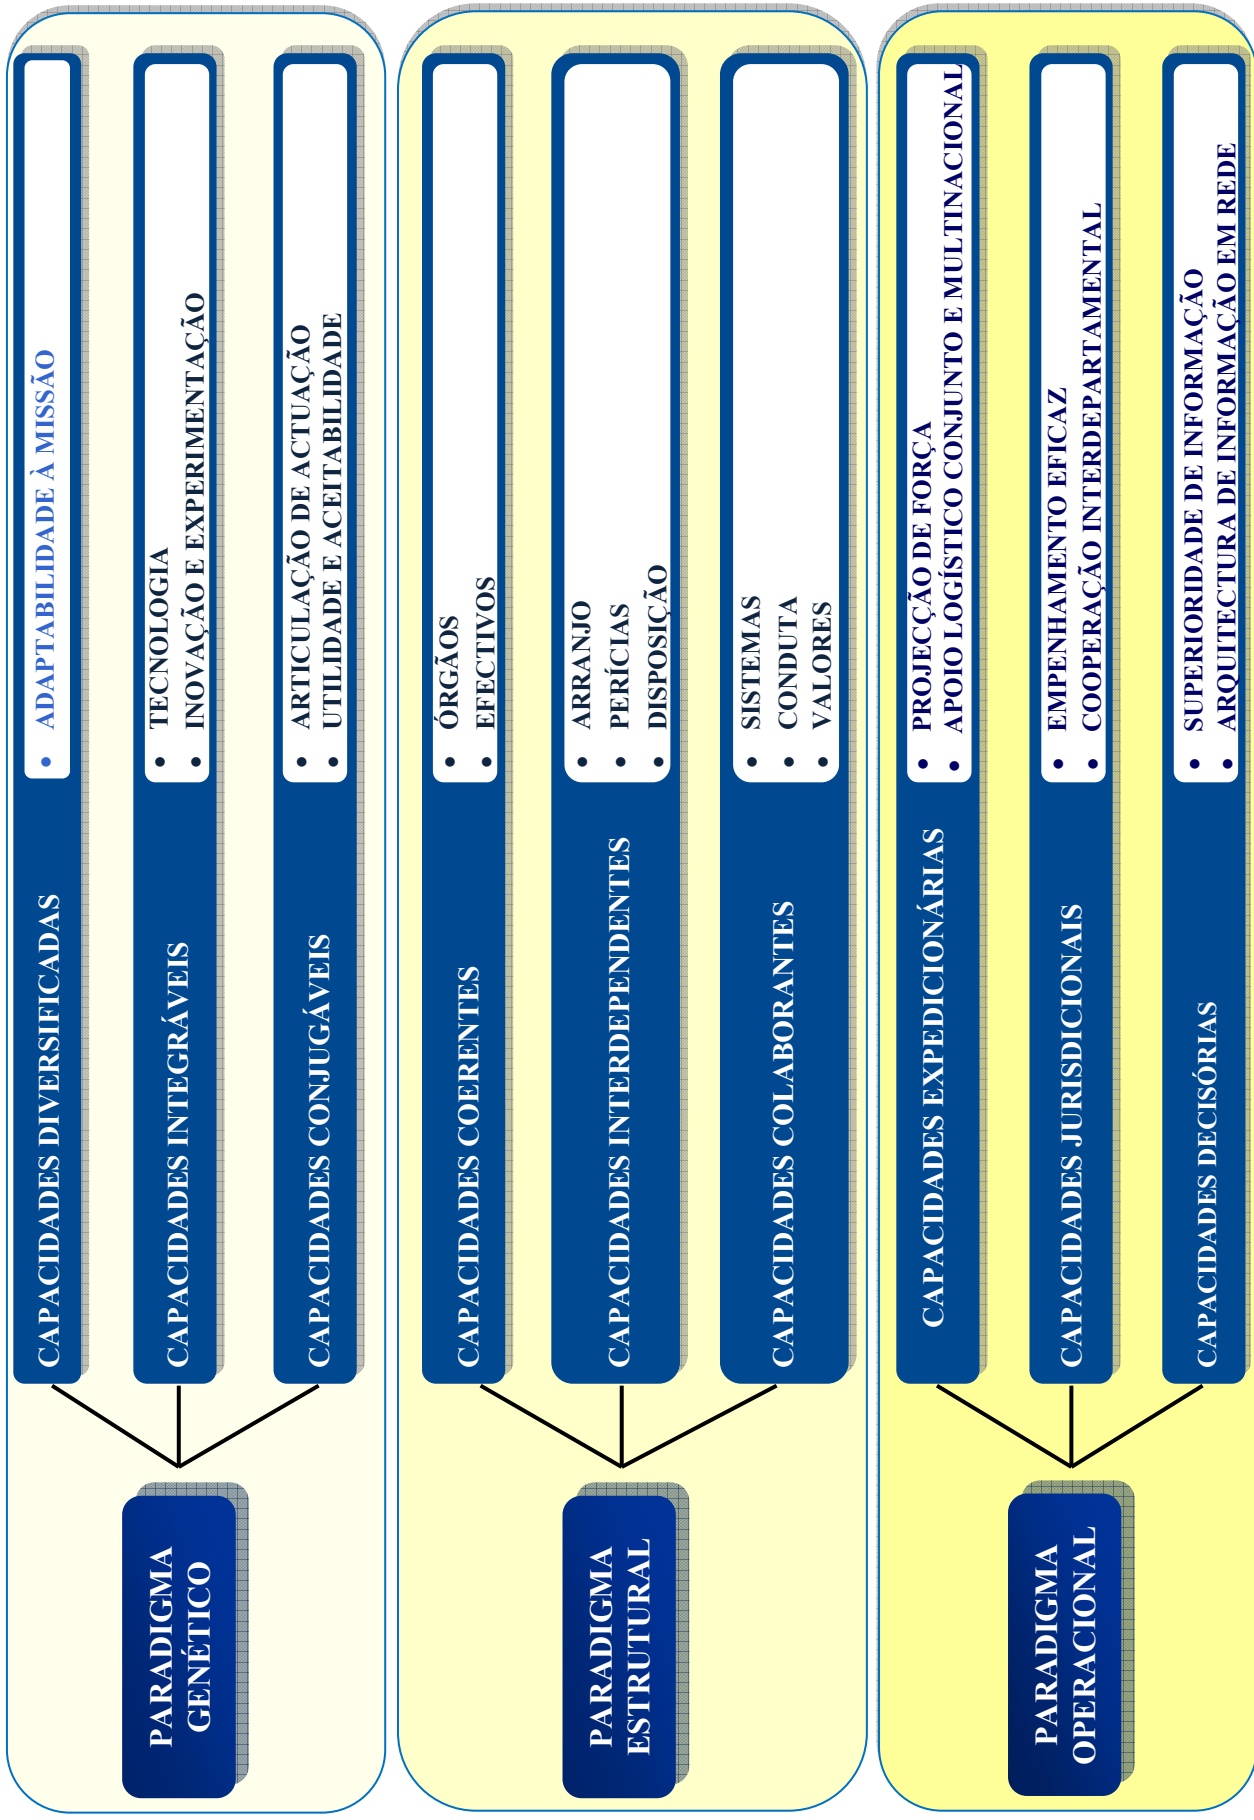 PARADIGMA
GENÉTICO
CAPACIDADES DIVERSIFICADAS
• ADAPTABILIDADE À MISSÃO
CAPACIDADES INTEGRÁVEIS
• TECNOLOGIA
• INOVAÇÃO E EXPERIMENTAÇÃO
CAPACIDADES CONJUGÁVEIS
• ARTICULAÇÃO DE ACTUAÇÃO
• UTILIDADE E ACEITABILIDADE
PARADIGMA
ESTRUTURAL
CAPACIDADES COERENTES
• ÓRGÃOS
• EFECTIVOS
CAPACIDADES INTERDEPENDENTES
• ARRANJO
• PERÍCIAS
• DISPOSIÇÃO
CAPACIDADES COLABORANTES
• SISTEMAS
• CONDUTA
• VALORES
PARADIGMA
OPERACIONAL
CAPACIDADES EXPEDICIONÁRIAS
• PROJECÇÃO DE FORÇA
• APOIO LOGÍSTICO CONJUNTO E MULTINACIONAL
CAPACIDADES JURISDICIONAIS
• EMPENHAMENTO EFICAZ
• COOPERAÇÃO INTERDEPARTAMENTAL
CAPACIDADES DECISÓRIAS
• SUPERIORIDADE DE INFORMAÇÃO
• ARQUITECTURA DE INFORMAÇÃO EM REDE